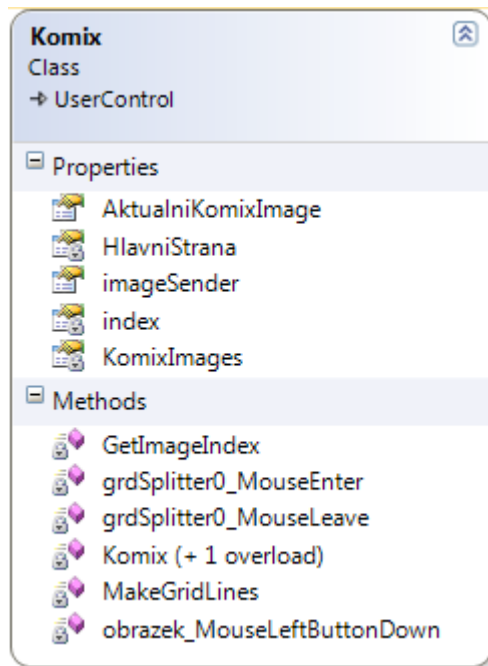 Komix
Class
UserControl
Properties
AktualniKomixImage
HlavniStrana
imageSender
index
KomixImages
Methods
GetImageIndex
grdSplitter0_MouseEnter
grdSplitter0_MouseLeave
Komix (+ 1 overload)
MakeGridLines
obrazek_MouseLeftButtonDown